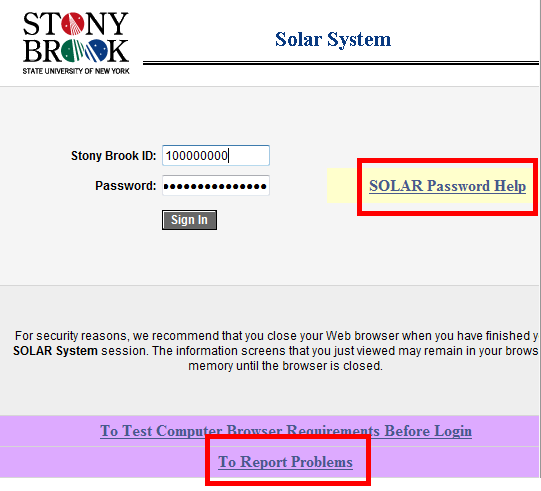 STONY
BROOK
STATE UNIVERSITY OF NEW YORK
Solar System
Stony Brook ID: 100000000
Password: •••••••••••••••
SOLAR Password Help
Sign In
For security reasons, we recommend that you close your Web browser when you have finished
SOLAR System session. The information screens that you just viewed may remain in your
memory until the browser is closed.
To Test Computer Browser Requirements Before Login
To Report Problems